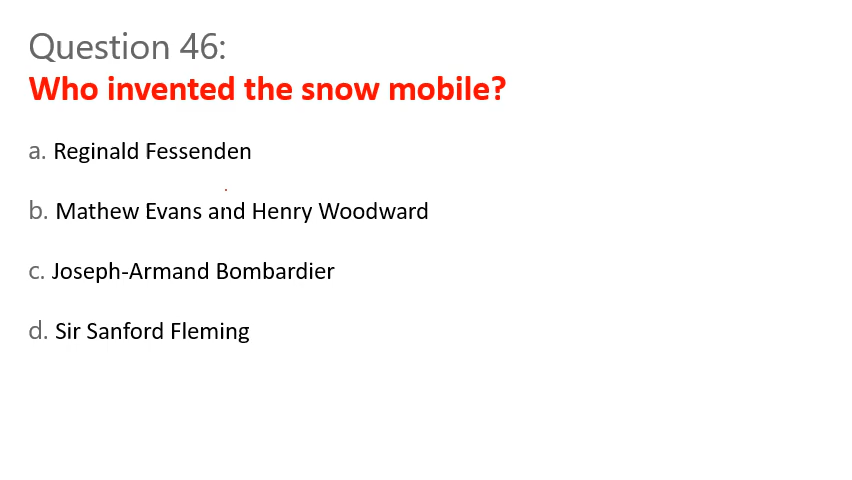 Question 46:
Who invented the snow mobile?
a. Reginald Fessenden
b. Mathew Evans and Henry Woodward
c. Joseph-Armand Bombardier
d. Sir Sanford Fleming